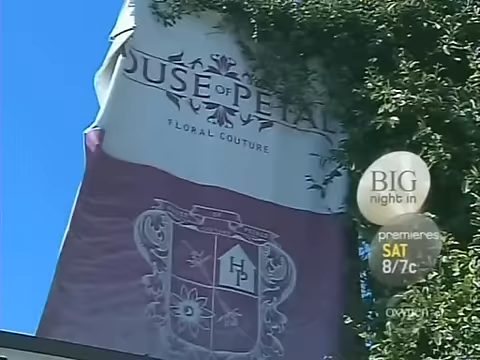 OUSE OF PETAL
FLORAL COUTURE
HP
BIG
night in
premieres
SAT
8/7c
oxygen